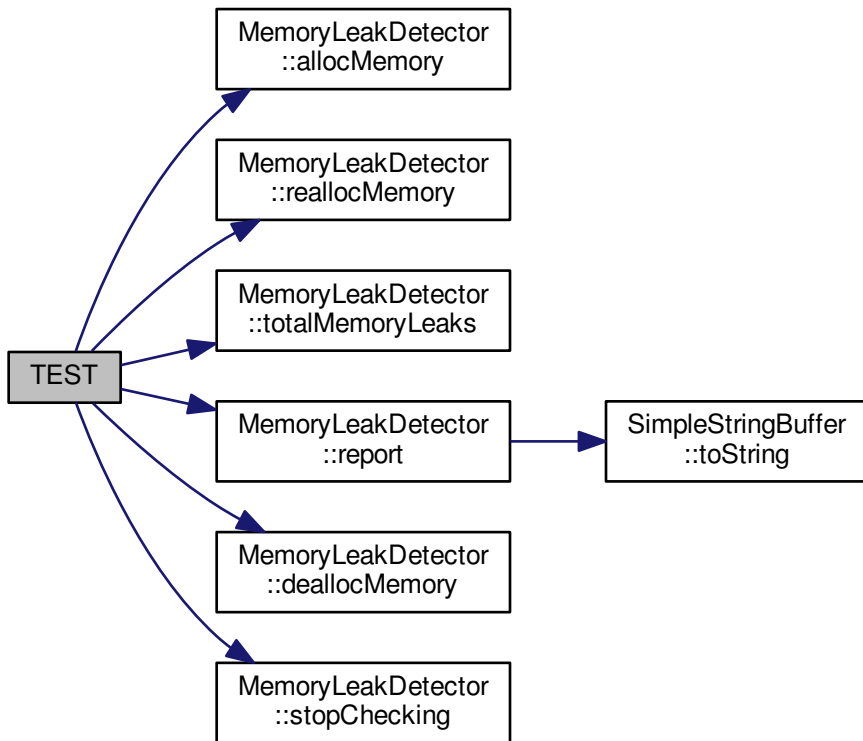 MemoryLeakDetector
::allocMemory
MemoryLeakDetector
::reallocMemory
MemoryLeakDetector
::totalMemoryLeaks
TEST
MemoryLeakDetector
::report
SimpleStringBuffer
::toString
MemoryLeakDetector
::deallocMemory
MemoryLeakDetector
::stopChecking